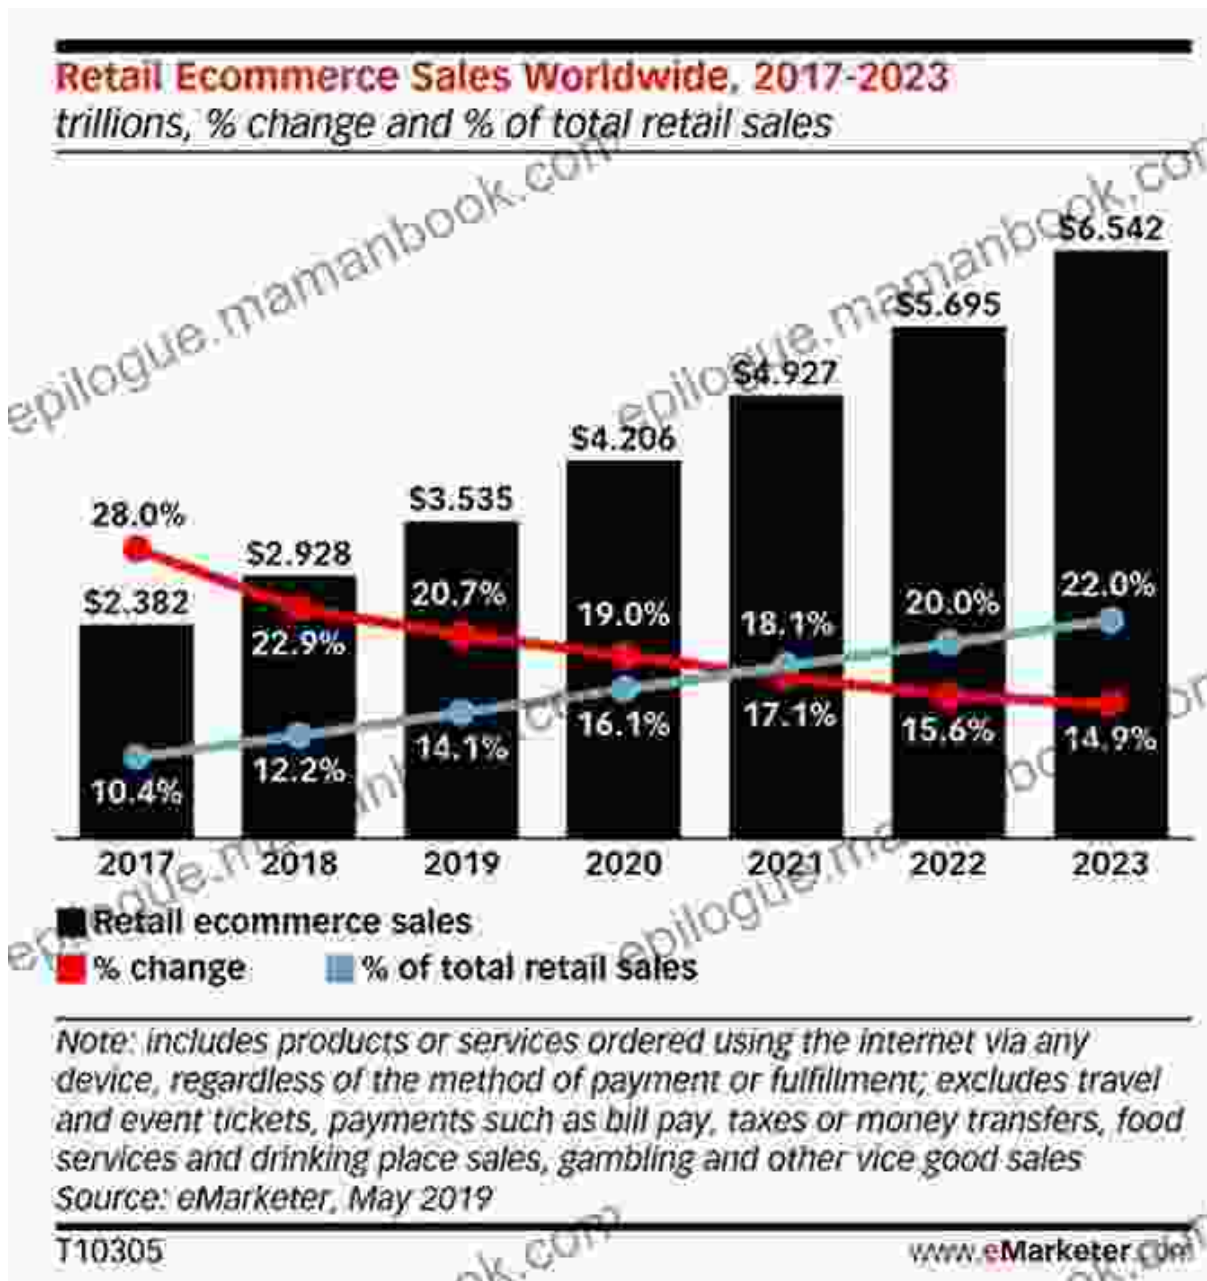 Retail Ecommerce Sales Worldwide, 2017-2023
trillions, % change and % of total retail sales
$2.382
$2.928
$3.535
$4.206
$4.927
$5.695
$6.542
28.0%
22.9%
20.7%
19.0%
17.1%
15.6%
14.9%
10.4%
12.2%
14.1%
16.1%
18.1%
20.0%
22.0%
2017 2018 2019 2020 2021 2022 2023
Retail ecommerce sales
% change % of total retail sales
Note: includes products or services ordered using the internet via any
device, regardless of the method of payment or fulfillment; excludes travel
and event tickets, payments such as bill pay, taxes or money transfers, food
services and drinking place sales, gambling and other vice good sales
Source: eMarketer, May 2019
T10305 www.eMarketer.com
epilogue.mamanbook.com
epilogue.mamanbook.com